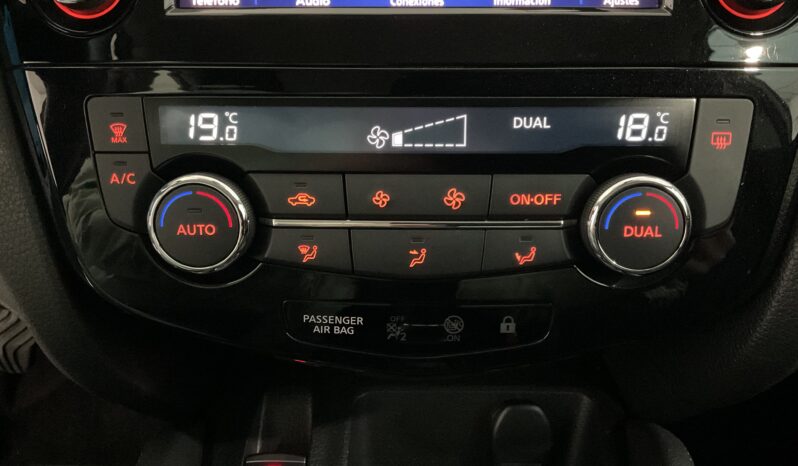 Teléfono Audio Conexiones Información Ajustes
19.0 °C DUAL 18.0 °C
MAX
A/C
AUTO ON·OFF DUAL
PASSENGER
AIR BAG
OFF
2 ON